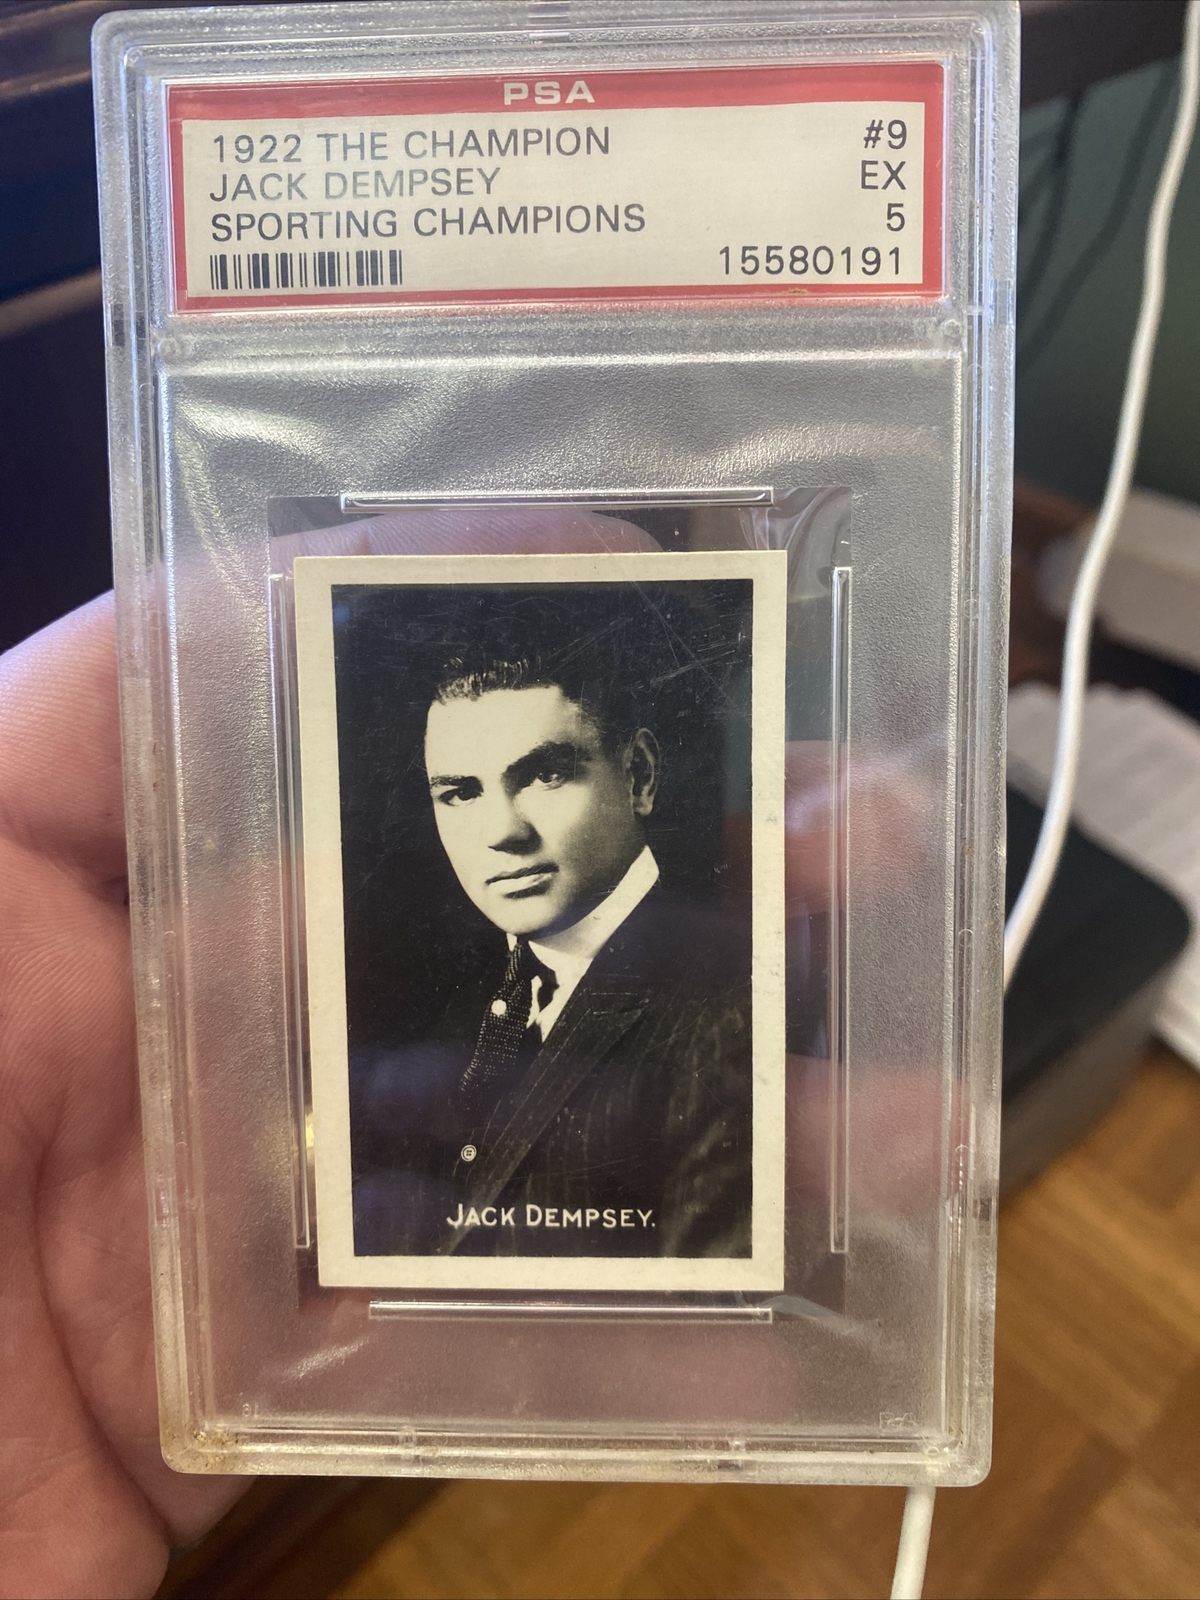 PSA
1922 THE CHAMPION #9
JACK DEMPSEY EX
SPORTING CHAMPIONS 5
15580191
JACK DEMPSEY.